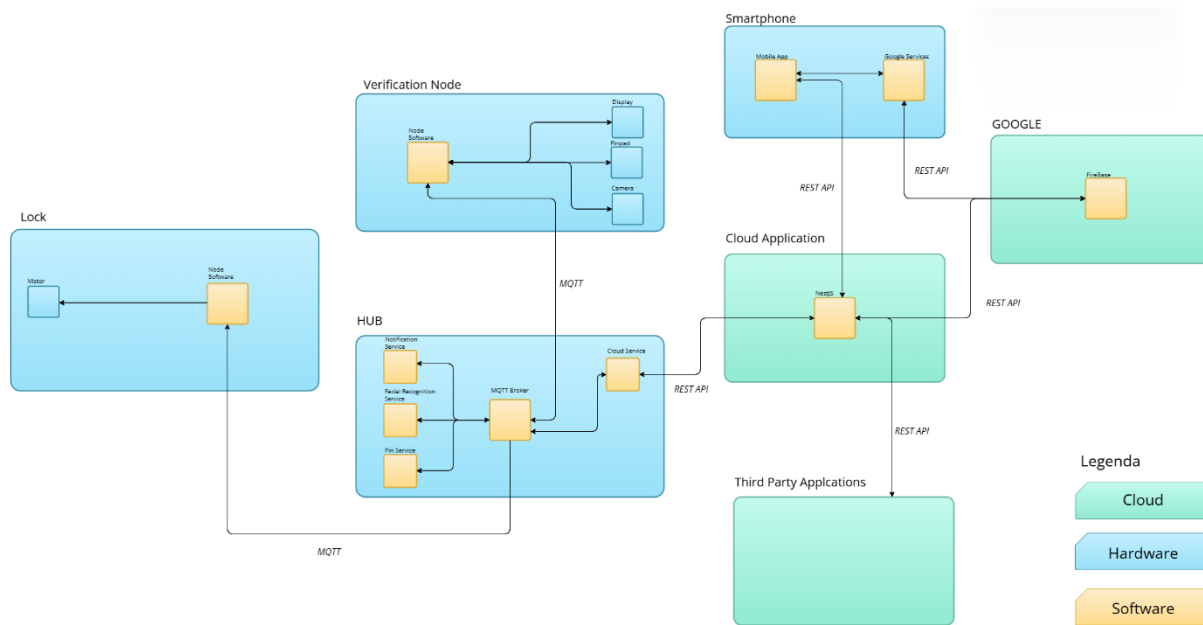 Smartphone
Mobile App
Google Services
Verification Node
Display
Node
Software
Pinpad
Camera
GOOGLE
FireBase
REST API
REST API
Lock
Node
Software
Motor
Cloud Application
NestJS
MQTT
REST API
HUB
Notification
Service
Cloud Service
Facial Recognition
Service
MQTT Broker
Pin Service
REST API
REST API
MQTT
Third Party Applcations
Legenda
Cloud
Hardware
Software